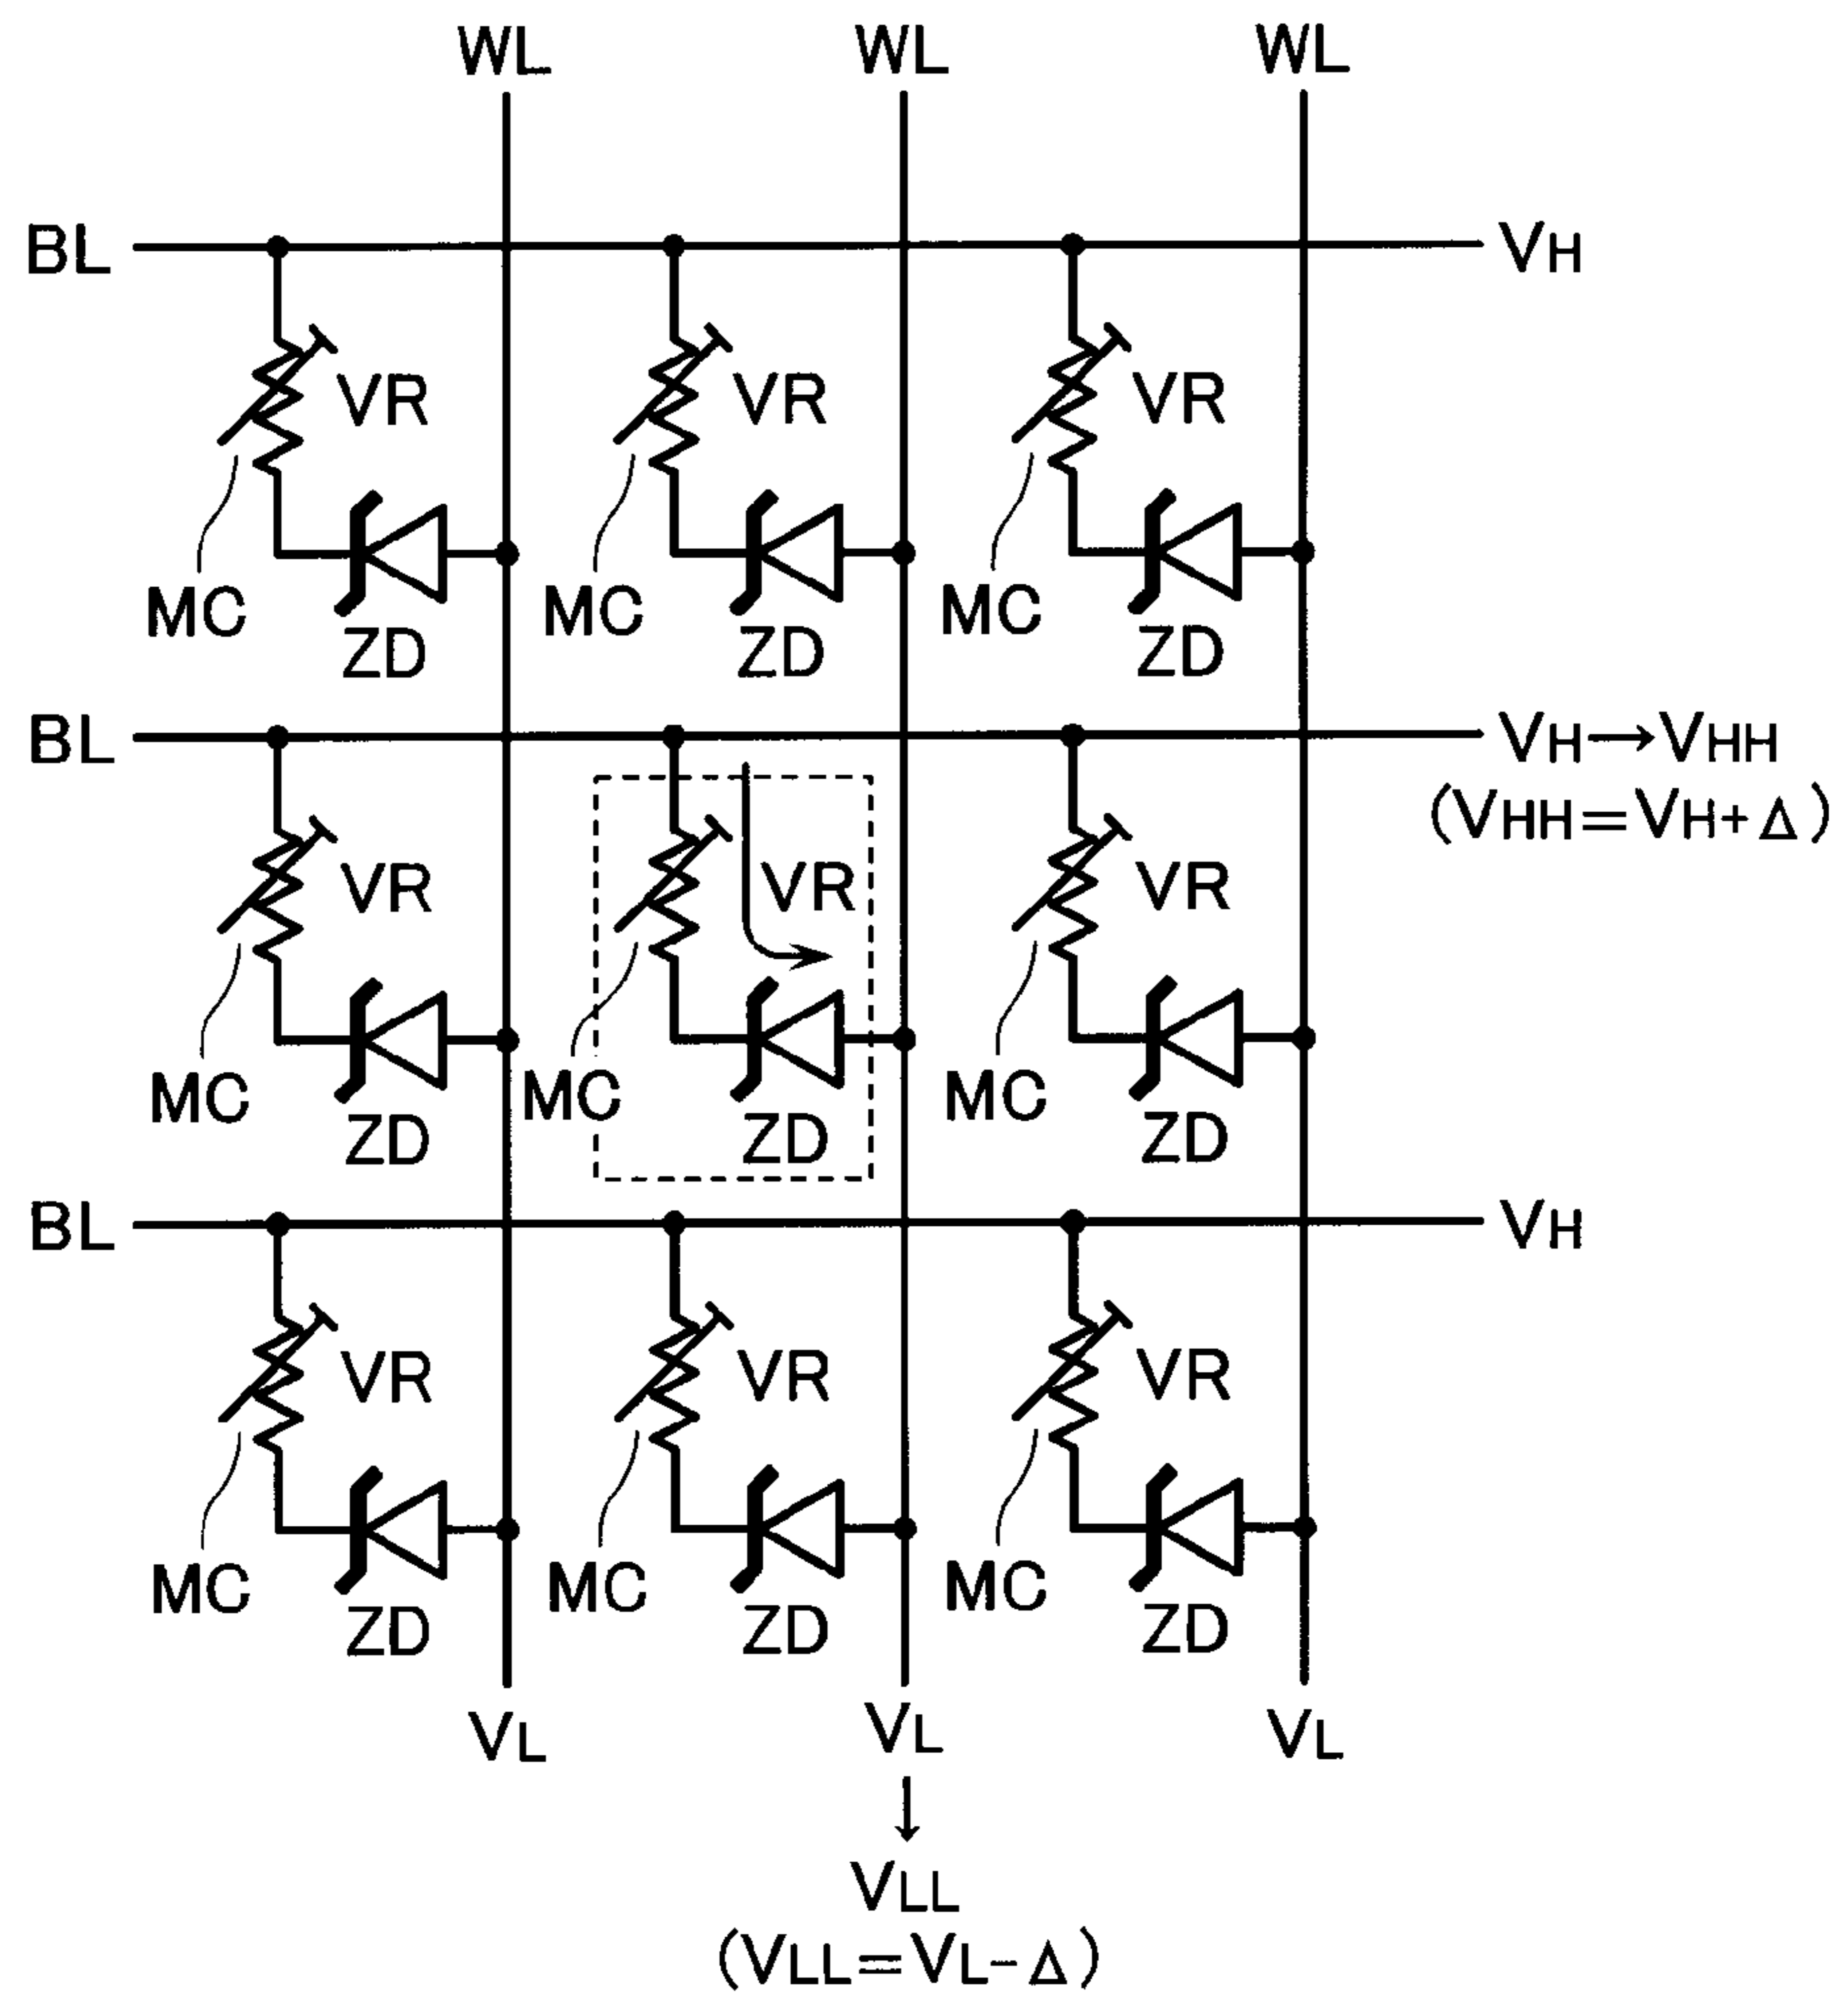 WL WL WL
BL VH
VR VR VR
MC MC MC
ZD ZD ZD
BL VH→VHH
(VHH=VH+Δ)
VR VR VR
MC MC MC
ZD ZD ZD
BL VH
VR VR VR
MC MC MC
ZD ZD ZD
VL VL VL
↓
VLL
(VLL=VL-Δ)